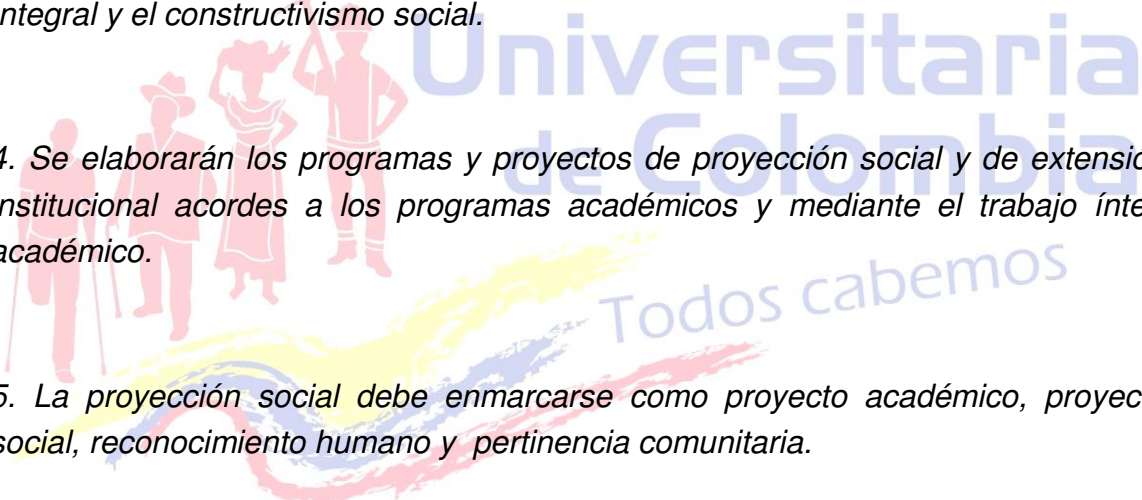 integral y el constructivismo social.
Universitaria
de Colombia
4. Se elaborarán los programas y proyectos de proyección social y de extensió
institucional acordes a los programas académicos y mediante el trabajo ínte
académico.
Todos cabemos
5. La proyección social debe enmarcarse como proyecto académico, proyec
social, reconocimiento humano y pertinencia comunitaria.